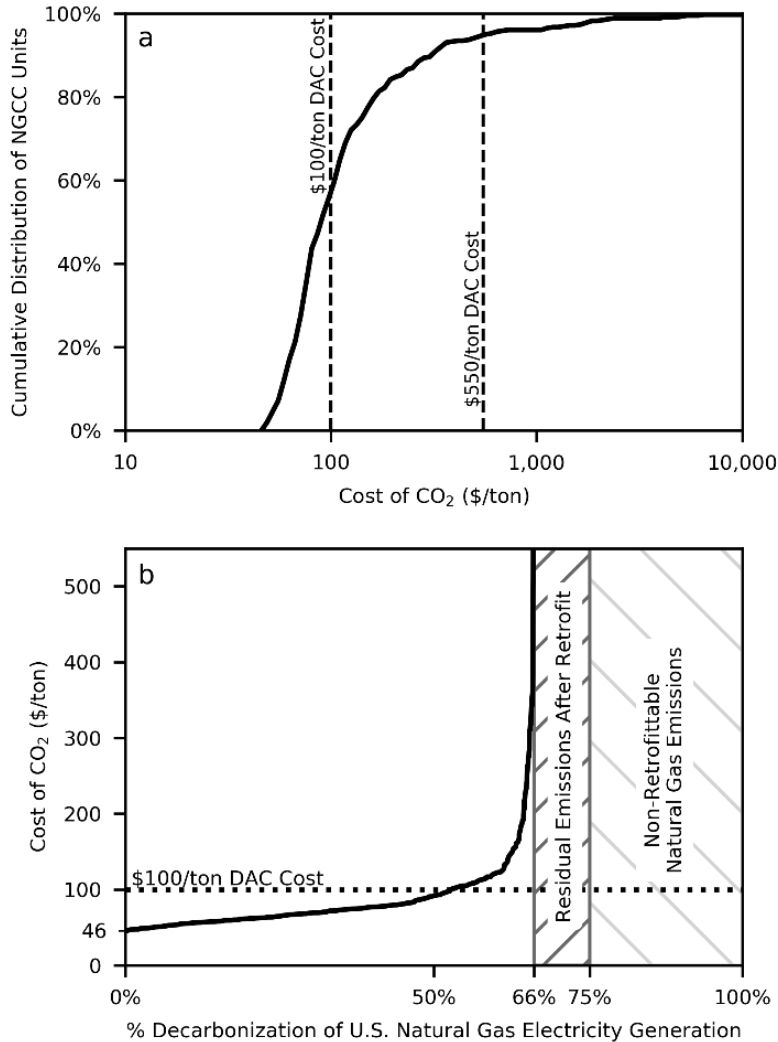 a
Cumulative Distribution of NGCC Units
100%
80%
60%
40%
20%
0%
$100/ton DAC Cost
$550/ton DAC Cost
10
100
1,000
10,000
Cost of CO₂ ($/ton)
b
Cost of CO₂ ($/ton)
500
400
300
200
100
46
0
$100/ton DAC Cost
Residual Emissions After Retrofit
Non-Retrofittable
Natural Gas Emissions
0%
50%
66%
75%
100%
% Decarbonization of U.S. Natural Gas Electricity Generation